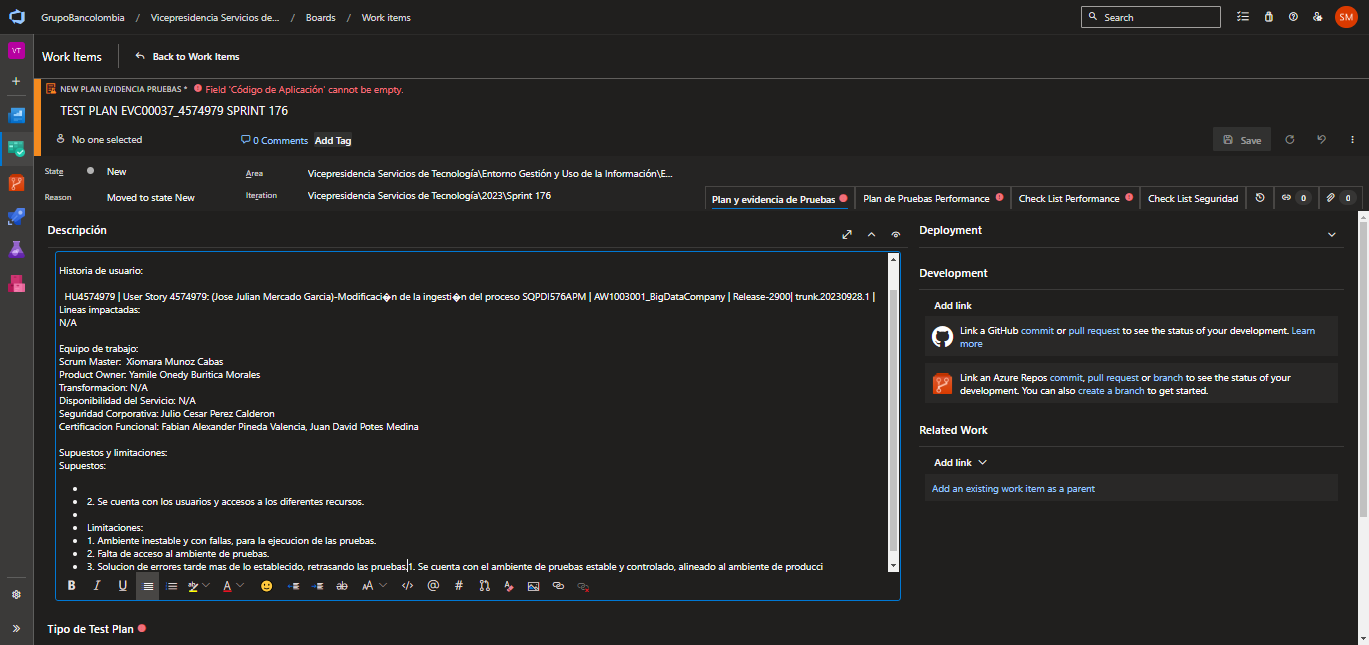 GrupoBancolombia / Vicepresidencia Servicios de... / Boards / Work items
Search
SM
VT
Work Items
Back to Work Items
NEW PLAN EVIDENCIA PRUEBAS * Field 'Código de Aplicación' cannot be empty.
TEST PLAN EVC00037_4574979 SPRINT 176
No one selected
0 Comments
Add Tag
Save
State
New
Area
Vicepresidencia Servicios de Tecnología\Entorno Gestión y Uso de la Información\E...
Reason
Moved to state New
Iteration
Vicepresidencia Servicios de Tecnología\2023\Sprint 176
Plan y evidencia de Pruebas
Plan de Pruebas Performance
Check List Performance
Check List Seguridad
0
0
Descripción
Historia de usuario:
HU4574979 | User Story 4574979: (Jose Julian Mercado Garcia)-Modificaci�n de la ingesti�n del proceso SQPDI576APM | AW1003001_BigDataCompany | Release-2900| trunk.20230928.1 |
Lineas impactadas:
N/A
Equipo de trabajo:
Scrum Master: Xiomara Munoz Cabas
Product Owner: Yamile Onedy Buritica Morales
Transformacion: N/A
Disponibilidad del Servicio: N/A
Seguridad Corporativa: Julio Cesar Perez Calderon
Certificacion Funcional: Fabian Alexander Pineda Valencia, Juan David Potes Medina
Supuestos y limitaciones:
Supuestos:
2. Se cuenta con los usuarios y accesos a los diferentes recursos.
Limitaciones:
1. Ambiente inestable y con fallas, para la ejecucion de las pruebas.
2. Falta de acceso al ambiente de pruebas.
3. Solucion de errores tarde mas de lo establecido, retrasando las pruebas.1. Se cuenta con el ambiente de pruebas estable y controlado, alineado al ambiente de producci
Tipo de Test Plan
Deployment
Development
Add link
Link a GitHub commit or pull request to see the status of your development. Learn
more
Link an Azure Repos commit, pull request or branch to see the status of your
development. You can also create a branch to get started.
Related Work
Add link
Add an existing work item as a parent